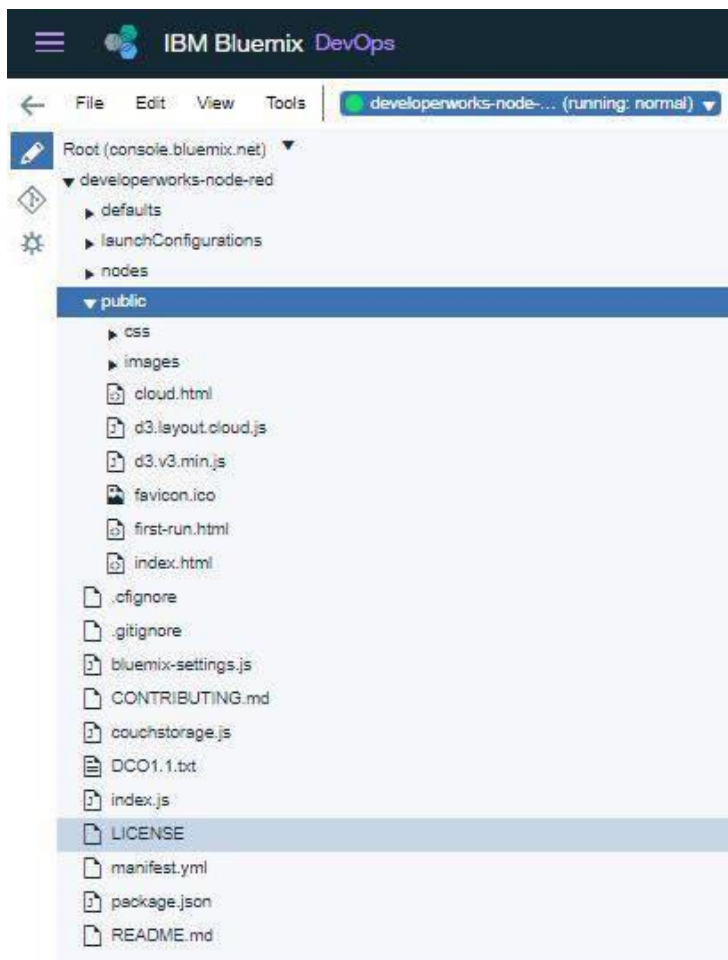 IBM Bluemix DevOps
File Edit View Tools developerworks-node-... (running: normal)
Root (console.bluemix.net)
developerworks-node-red
defaults
launchConfigurations
nodes
public
css
images
cloud.html
d3.layout.cloud.js
d3.v3.min.js
favicon.ico
first-run.html
index.html
.cfignore
.gitignore
bluemix-settings.js
CONTRIBUTING.md
couchstorage.js
DCO1.1.txt
index.js
LICENSE
manifest.yml
package.json
README.md